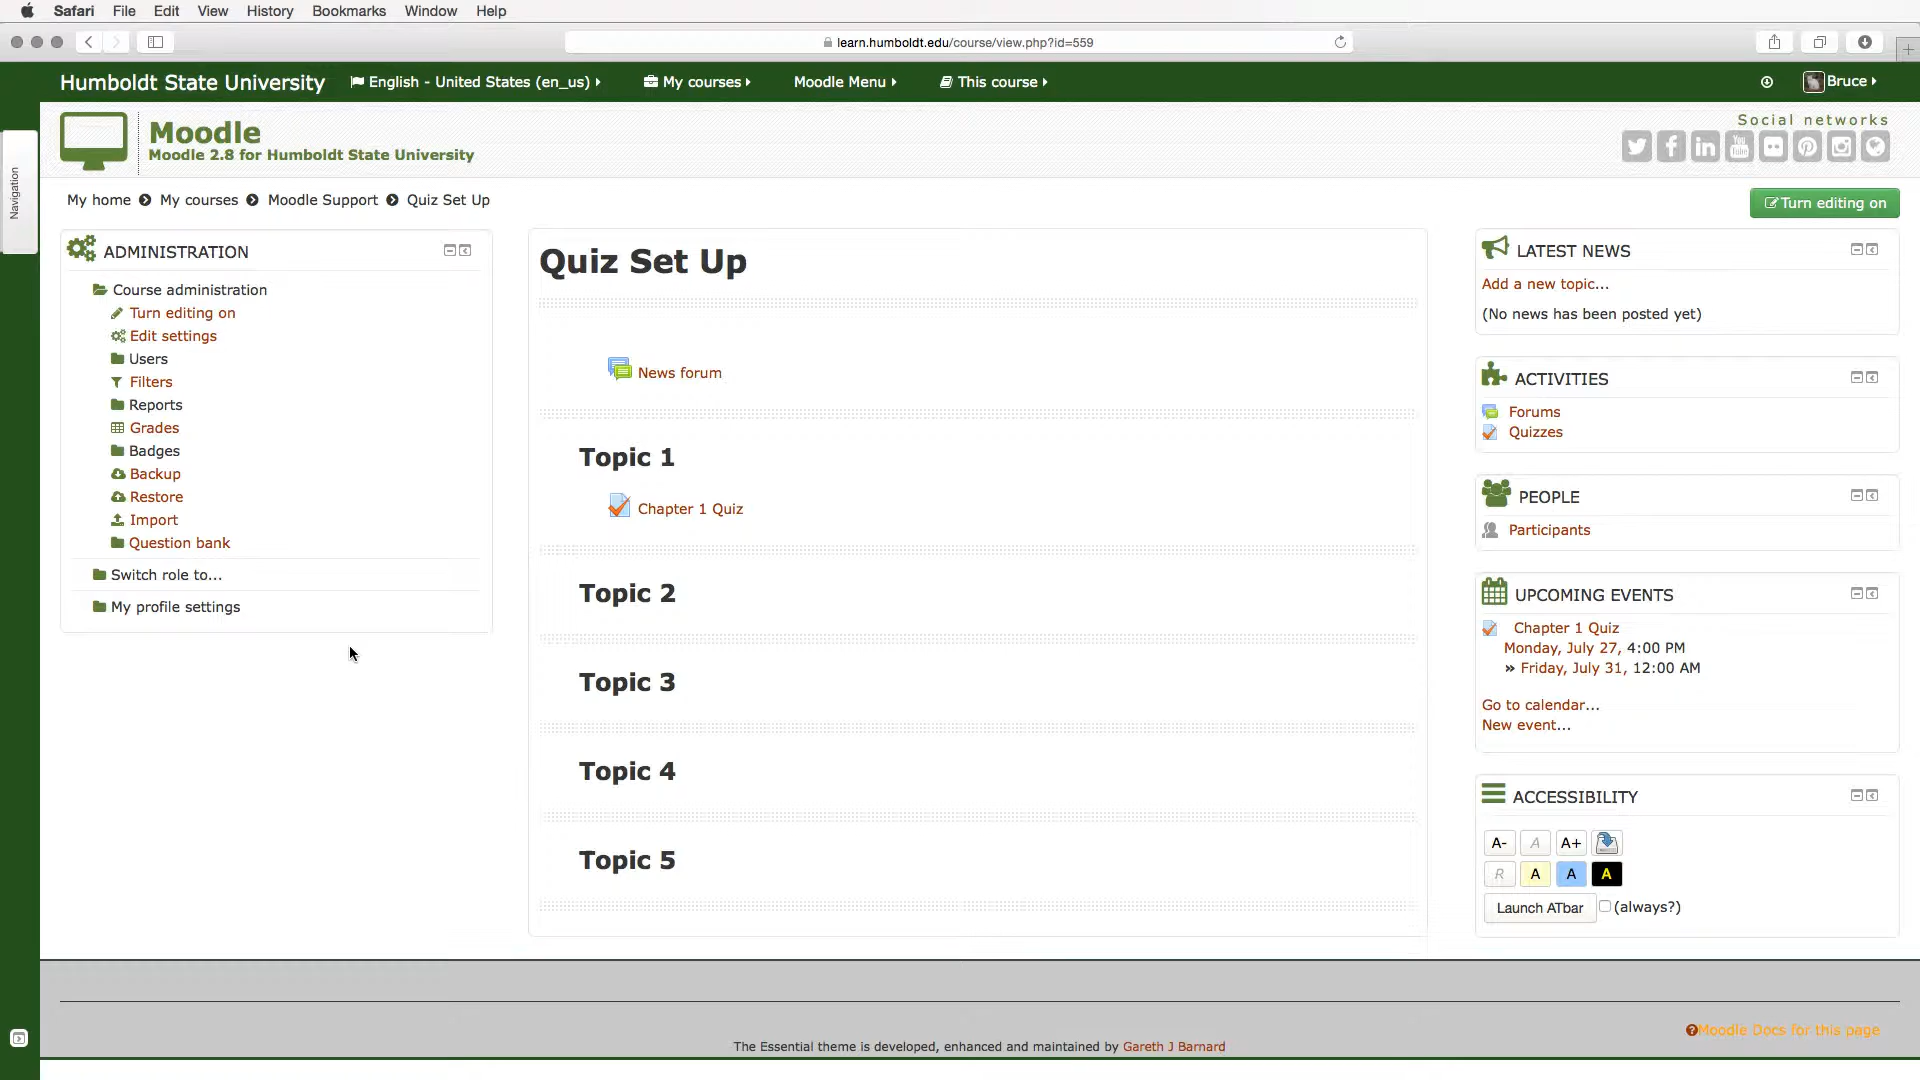 Safari File Edit View History Bookmarks Window Help
learn.humboldt.edu/course/view.php?id=559
Humboldt State University English - United States (en_us) My courses Moodle Menu This course Bruce
Moodle
Moodle 2.8 for Humboldt State University
Social networks
You Tube
Navigation
My home My courses Moodle Support Quiz Set Up
Turn editing on
ADMINISTRATION
Course administration
Turn editing on
Edit settings
Users
Filters
Reports
Grades
Badges
Backup
Restore
Import
Question bank
Switch role to...
My profile settings
Quiz Set Up
News forum
Topic 1
Chapter 1 Quiz
Topic 2
Topic 3
Topic 4
Topic 5
LATEST NEWS
Add a new topic...
(No news has been posted yet)
ACTIVITIES
Forums
Quizzes
PEOPLE
Participants
UPCOMING EVENTS
Chapter 1 Quiz
Monday, July 27, 4:00 PM
» Friday, July 31, 12:00 AM
Go to calendar...
New event...
ACCESSIBILITY
A- A A+
R A A A
Launch ATbar (always?)
Moodle Docs for this page
The Essential theme is developed, enhanced and maintained by Gareth J Barnard